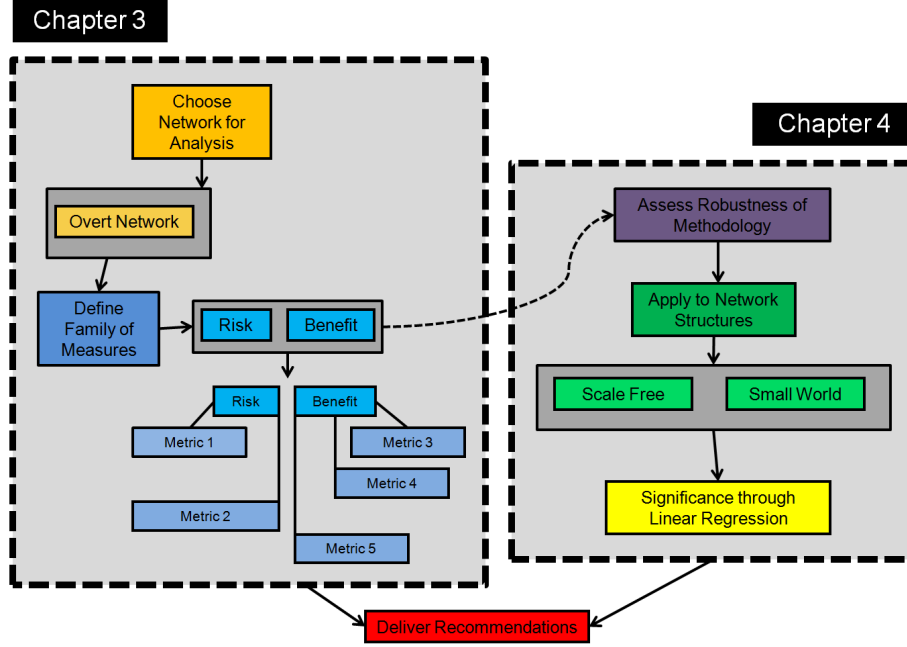 Chapter 3
Choose
Network for
Analysis
Overt Network
Define
Family of
Measures
Risk
Benefit
Risk
Benefit
Metric 1
Metric 3
Metric 4
Metric 2
Metric 5
Chapter 4
Assess Robustness of
Methodology
Apply to Network
Structures
Scale Free
Small World
Significance through
Linear Regression
Deliver Recommendations